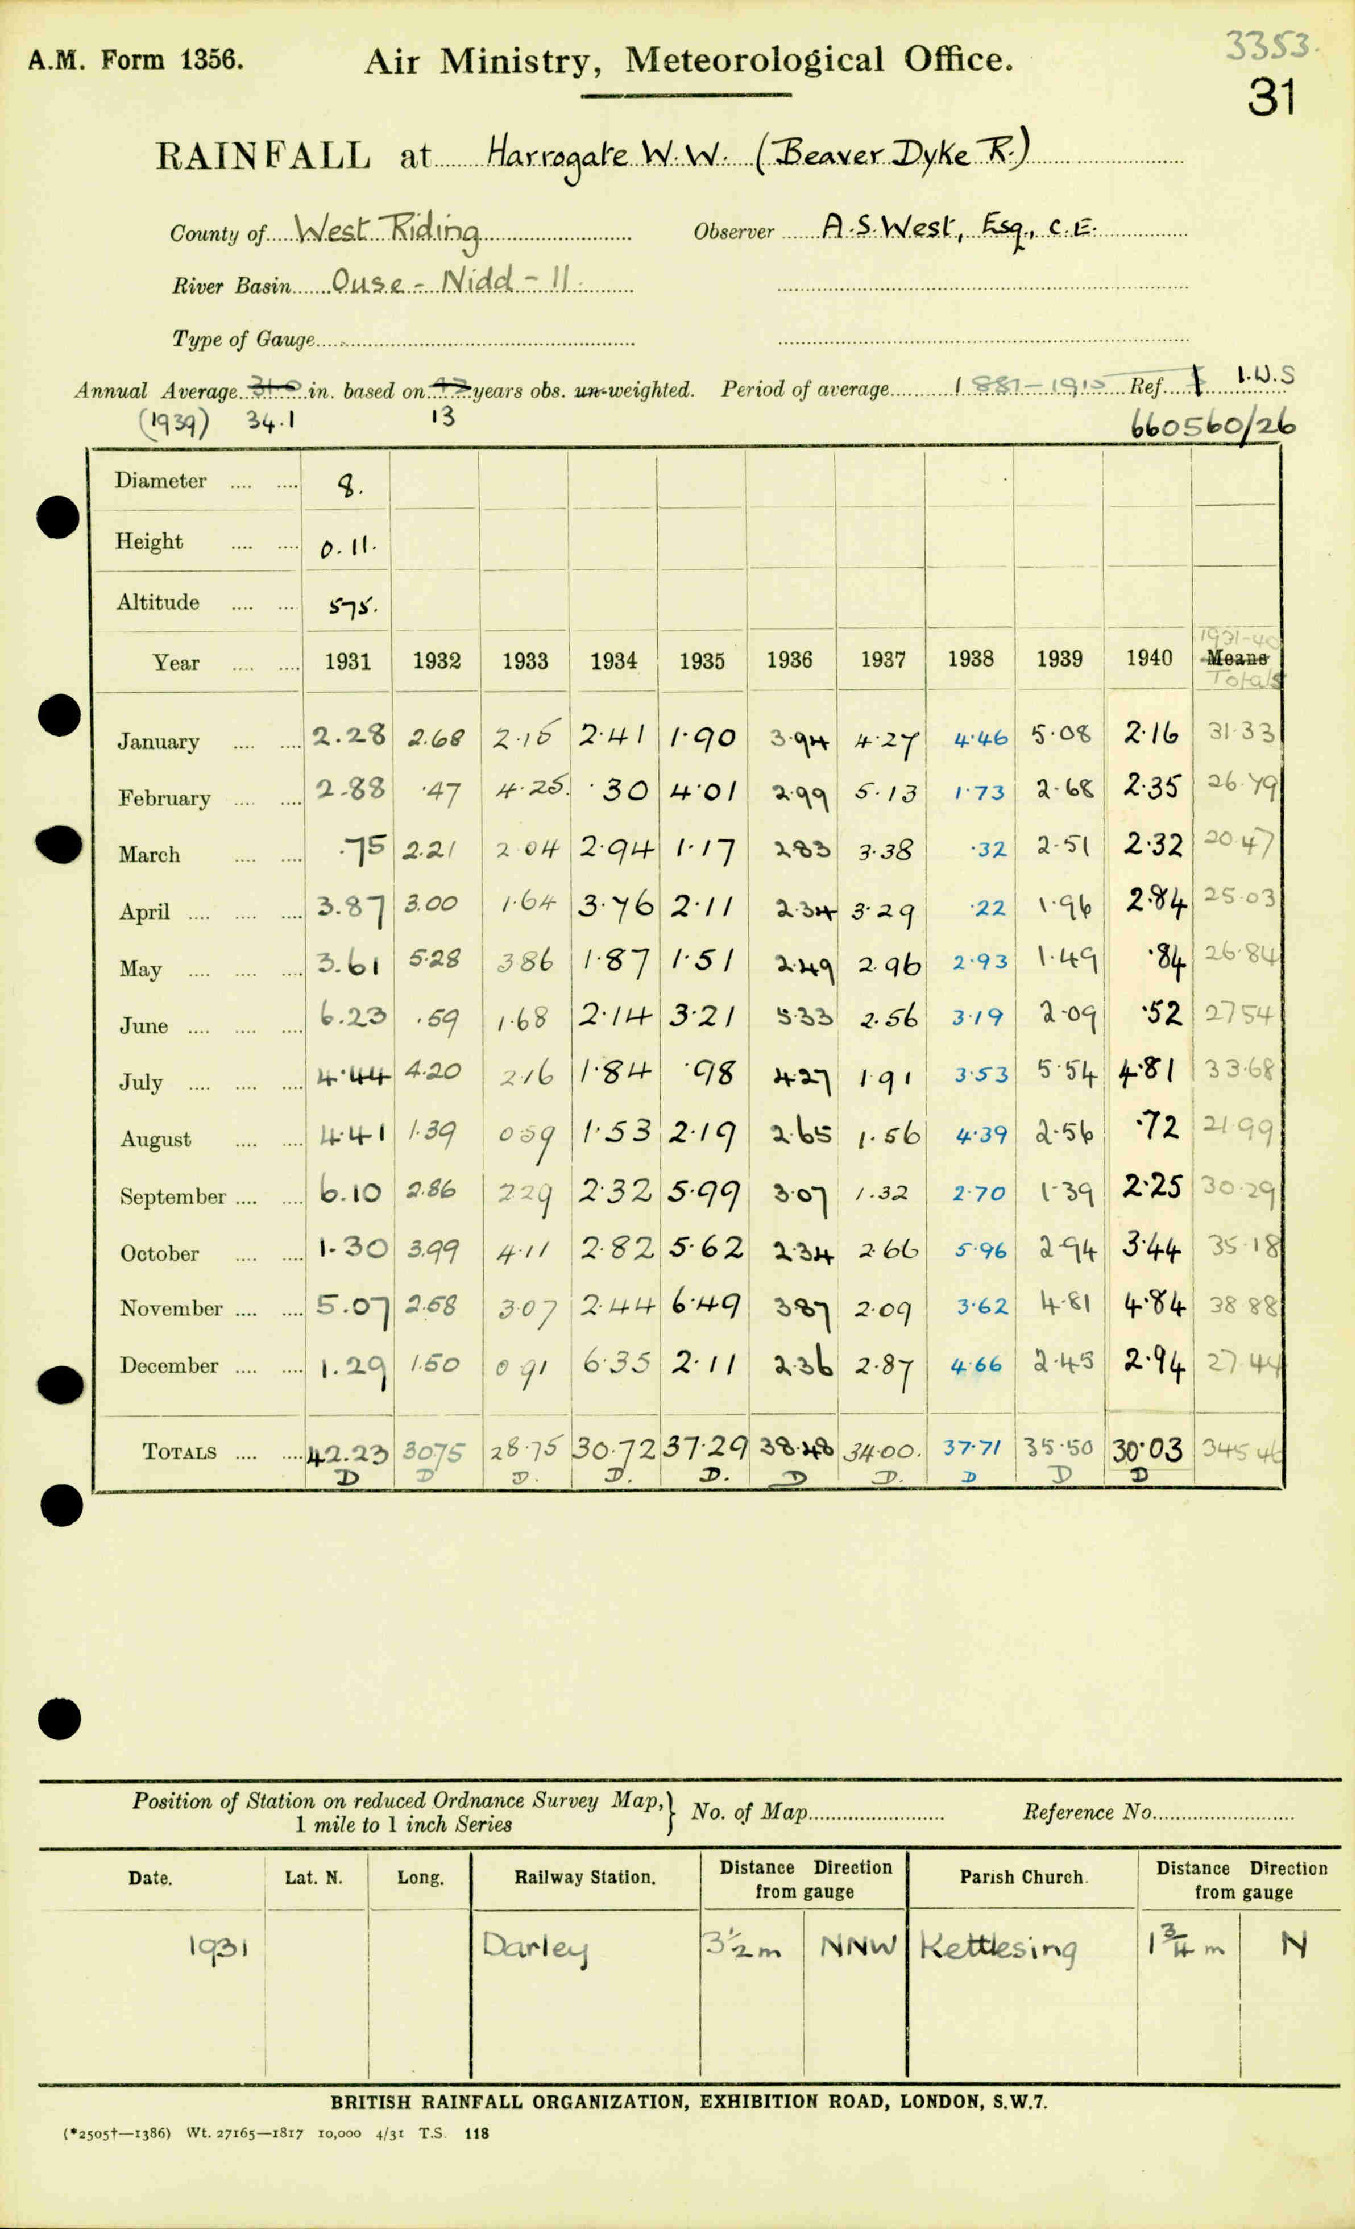 A.M. Form 1356.
Air Ministry, Meteorological Office.
3353.
31
RAINFALL at Harrogate W.W. (Beaver Dyke R.)
County of West Riding Observer A.S. West, Esq., C.E.
River Basin Ouse - Nidd - 11.
Type of Gauge
Annual Average 31.0 in. based on years obs. un-weighted. Period of average 1881-1915 Ref. I.W.S
(1939) 34.1 13 660560/26
Diameter .... .... 8.
Height .... .... 0.11.
Altitude .... .... 575.
1931-40
Year .... .... 1931 1932 1933 1934 1935 1936 1937 1938 1939 1940 Means
Totals
January .... .... 2.28 2.68 2.15 2.41 1.90 3.94 4.27 4.46 5.08 2.16 31.33
February .... .... 2.88 .47 4.25 .30 4.01 2.99 5.13 1.73 2.68 2.35 26.79
March .... .... .75 2.21 2.04 2.94 1.17 2.83 3.38 .32 2.51 2.32 20.47
April .... .... .... 3.87 3.00 1.64 3.76 2.11 2.34 3.29 .22 1.96 2.84 25.03
May .... .... .... 3.61 5.28 3.86 1.87 1.51 2.49 2.96 2.93 1.49 .84 26.84
June .... .... .... 6.23 .59 1.68 2.14 3.21 5.33 2.56 3.19 2.09 .52 27.54
July .... .... .... 4.44 4.20 2.16 1.84 .98 4.27 1.91 3.53 5.54 4.81 33.68
August .... .... 4.41 1.39 0.59 1.53 2.19 2.65 1.56 4.39 2.56 .72 21.99
September .... .... 6.10 2.86 2.29 2.32 5.99 3.07 1.32 2.70 1.39 2.25 30.29
October .... .... 1.30 3.99 4.11 2.82 5.62 2.34 2.66 5.96 2.94 3.44 35.18
November .... .... 5.07 2.58 3.07 2.44 6.49 3.87 2.09 3.62 4.81 4.84 38.88
December .... .... 1.29 1.50 0.91 6.35 2.11 2.36 2.87 4.66 2.45 2.94 27.44
TOTALS .... .... 42.23 30.75 28.75 30.72 37.29 38.48 34.00. 37.71 35.50 30.03 345.46
D D D. D. D. D D. D D D
Position of Station on reduced Ordnance Survey Map,} No. of Map Reference No.
1 mile to 1 inch Series
Date. Lat. N. Long. Railway Station. Distance Direction from gauge Parish Church. Distance Direction from gauge
1931 Darley 3½ m NNW Kettlesing 1¾ m N
BRITISH RAINFALL ORGANIZATION, EXHIBITION ROAD, LONDON, S.W.7.
(*2505†—1386) Wt. 27165—1817 10,000 4/31 T.S. 118